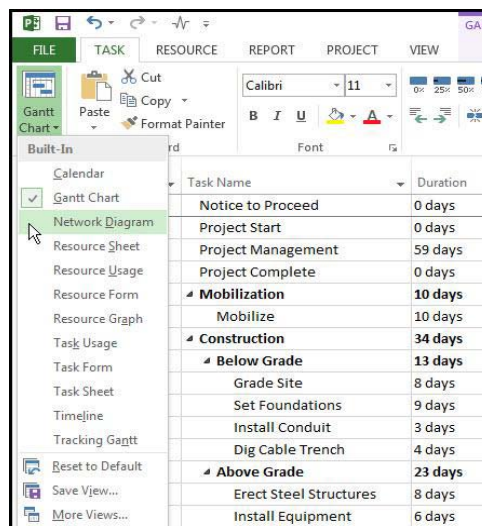 GA
FILE TASK RESOURCE REPORT PROJECT VIEW
Cut
Copy
Format Painter
Paste
Gantt
Chart
Calibri 11
B I U A
0% 25% 50%
rd Font
Built-In
Calendar
Gantt Chart
Network Diagram
Resource Sheet
Resource Usage
Resource Form
Resource Graph
Task Usage
Task Form
Task Sheet
Timeline
Tracking Gantt
Reset to Default
Save View...
More Views...
Task Name Duration
Notice to Proceed 0 days
Project Start 0 days
Project Management 59 days
Project Complete 0 days
Mobilization 10 days
Mobilize 10 days
Construction 34 days
Below Grade 13 days
Grade Site 8 days
Set Foundations 9 days
Install Conduit 3 days
Dig Cable Trench 4 days
Above Grade 23 days
Erect Steel Structures 8 days
Install Equipment 6 days